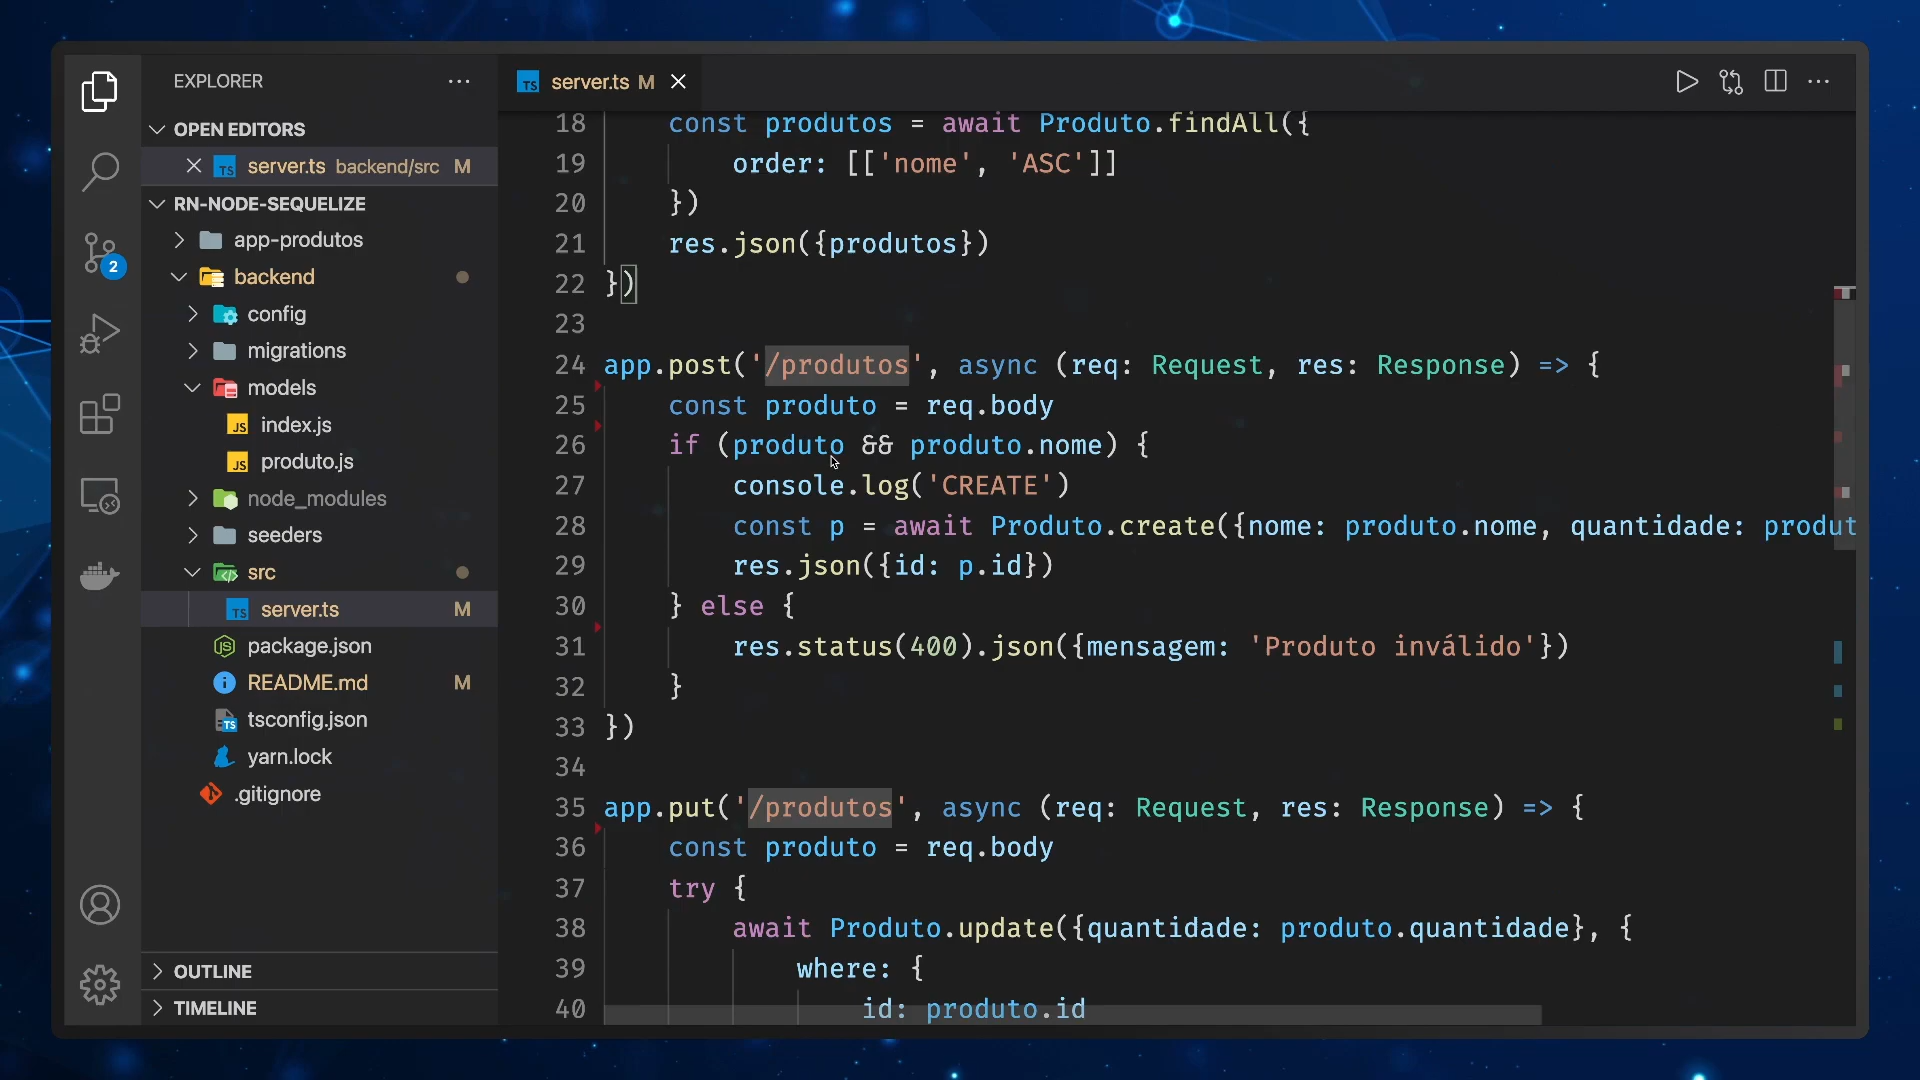 EXPLORER
OPEN EDITORS
server.ts backend/src M
RN-NODE-SEQUELIZE
app-produtos
backend
config
migrations
models
JS index.js
JS produto.js
node_modules
seeders
src
TS server.ts M
package.json
README.md M
tsconfig.json
yarn.lock
.gitignore
OUTLINE
TIMELINE
2
TS server.ts M
18 const produtos = await Produto.findAll({
19 order: [['nome', 'ASC']]
20 })
21 res.json({produtos})
22 })
23
24 app.post('/produtos', async (req: Request, res: Response) => {
25 const produto = req.body
26 if (produto && produto.nome) {
27 console.log('CREATE')
28 const p = await Produto.create({nome: produto.nome, quantidade: produt
29 res.json({id: p.id})
30 } else {
31 res.status(400).json({mensagem: 'Produto inválido'})
32 }
33 })
34
35 app.put('/produtos', async (req: Request, res: Response) => {
36 const produto = req.body
37 try {
38 await Produto.update({quantidade: produto.quantidade}, {
39 where: {
40 id: produto.id